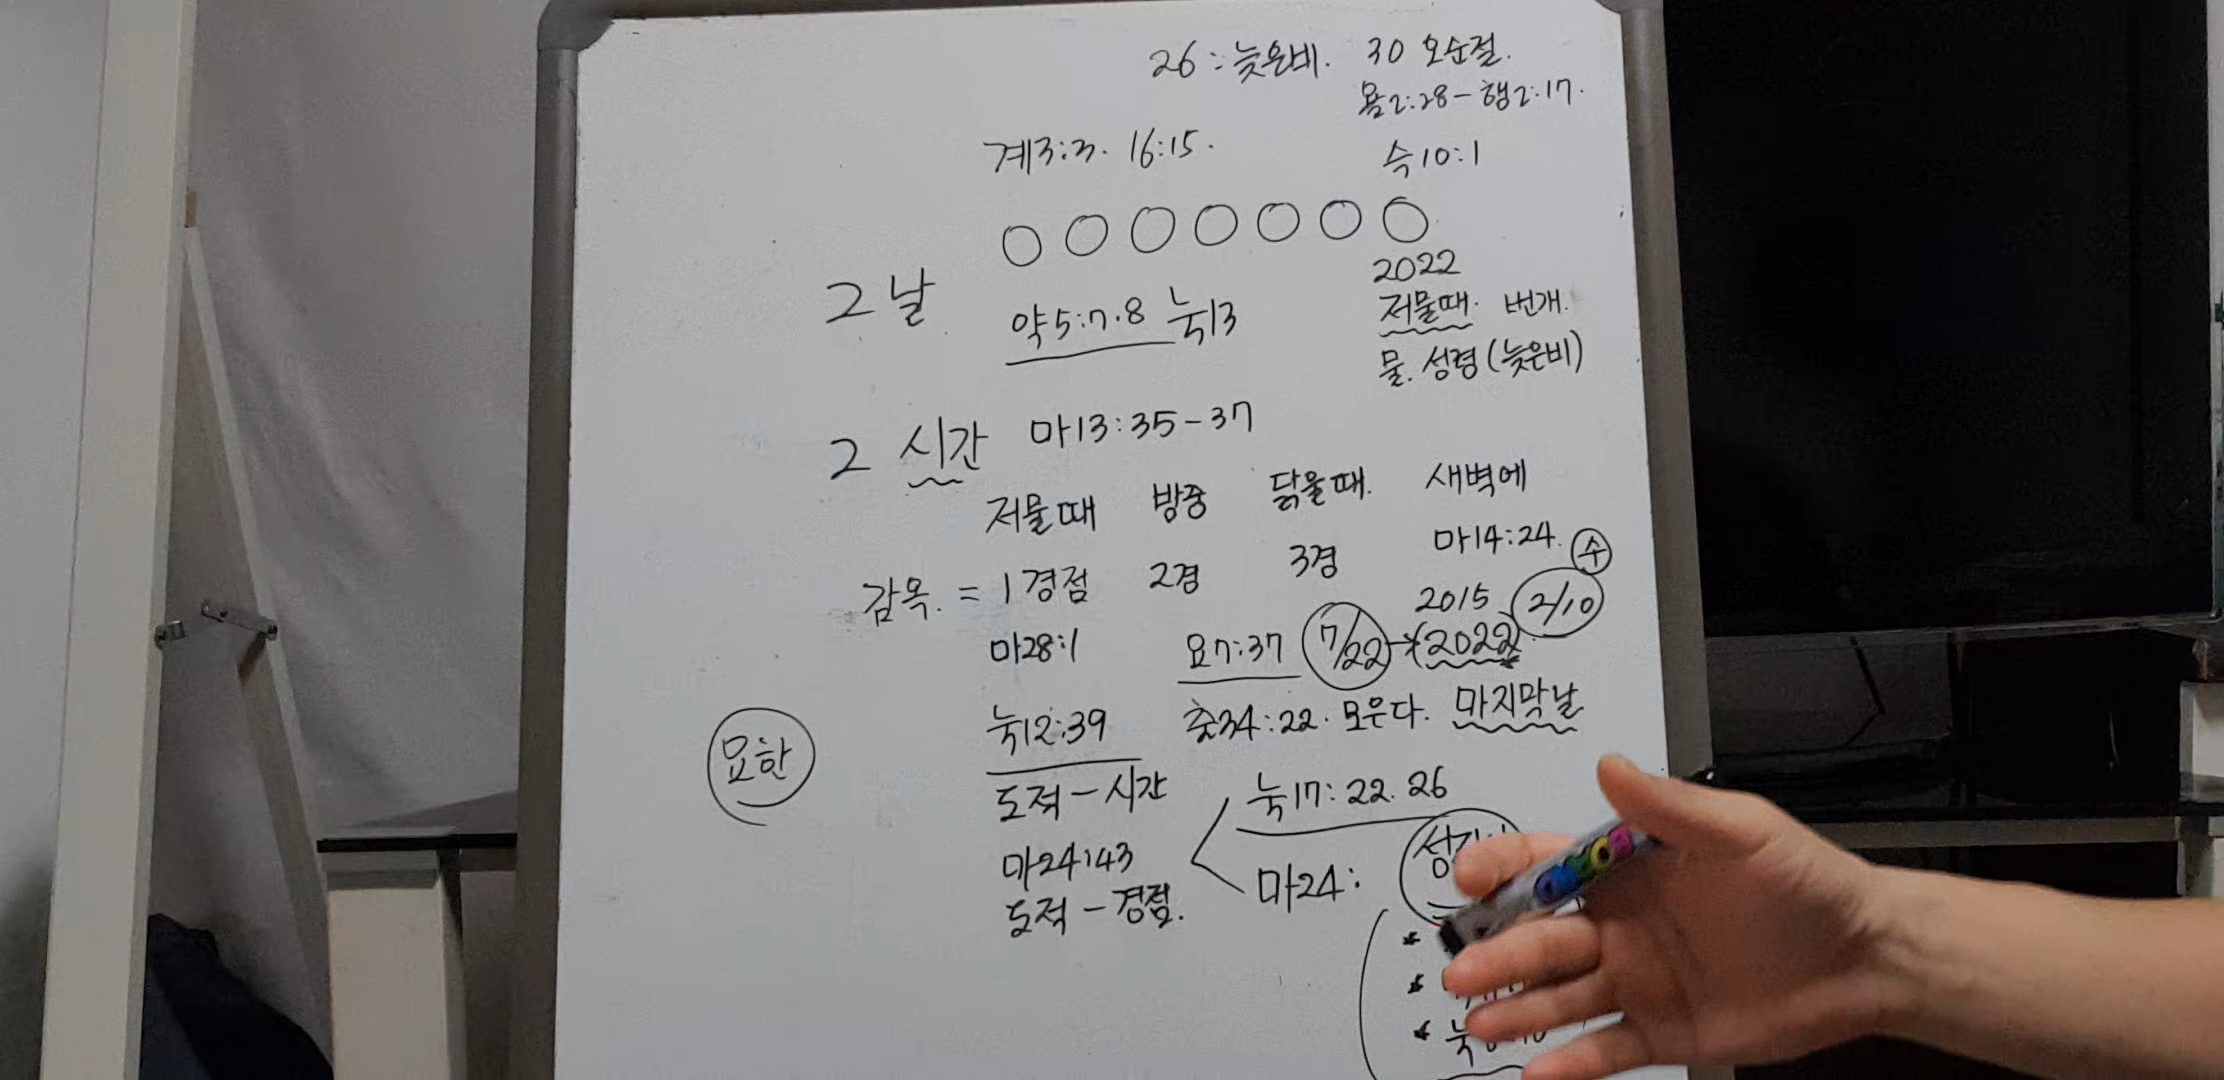 26 : 늦은비. 30 오순절.
욜2:28-행2:17.
계3:3. 16:15.
슥10:1
2022
그 날
약5:7.8 눅13
저물때. 번개.
물. 성령(늦은비)
그 시간 마13:35-37
저물때 밤중 닭울때. 새벽에
마14:24. 수
감옥. = 1경점 2경 3경
2015 2/10
마28:1 요7:37 7/22 → 2022
눅12:39 출34:22. 모은다. 마지막날
요한
도적 - 시간 눅17:22. 26
마24:43 마24:
도적 - 경점.
* 
* 
* 눅